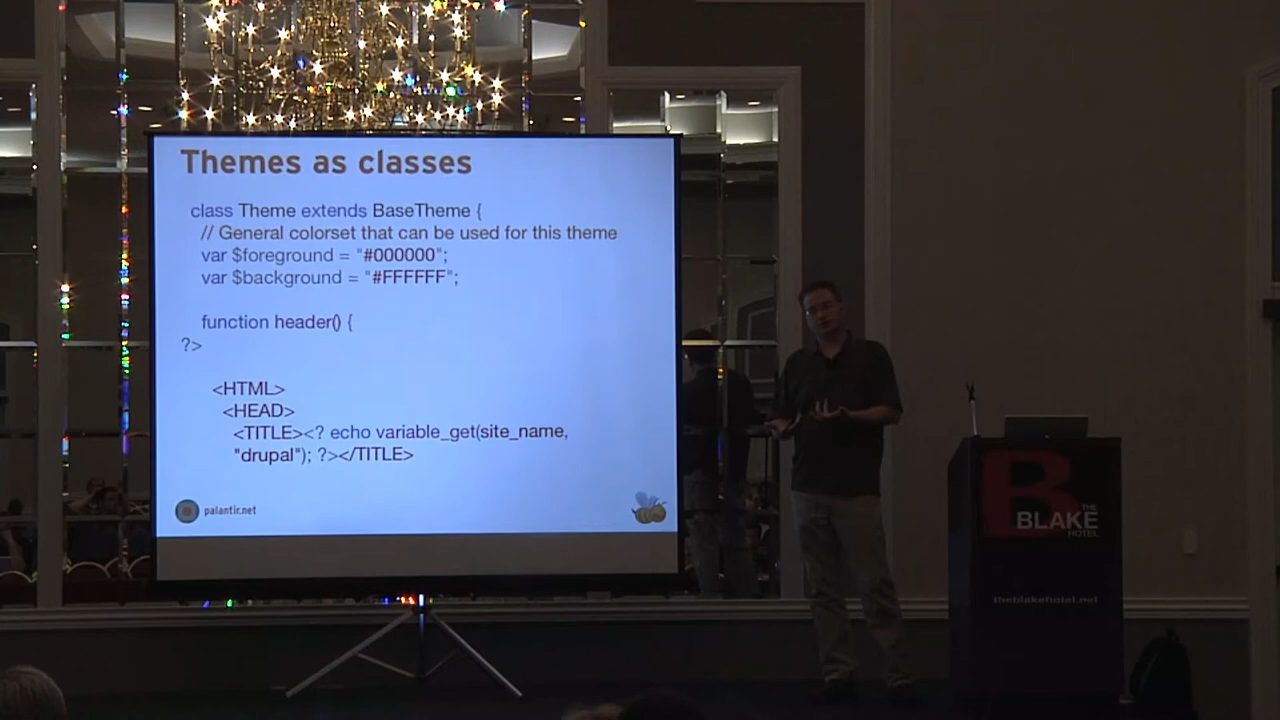 Themes as classes
class Theme extends BaseTheme {
// General colorset that can be used for this theme
var $foreground = "#000000";
var $background = "#FFFFFF";
function header() {
?>
<HTML>
<HEAD>
<TITLE><? echo variable_get(site_name,
"drupal"); ?></TITLE>
palantir.net
B
THE
BLAKE
HOTEL
theblakehotel.net